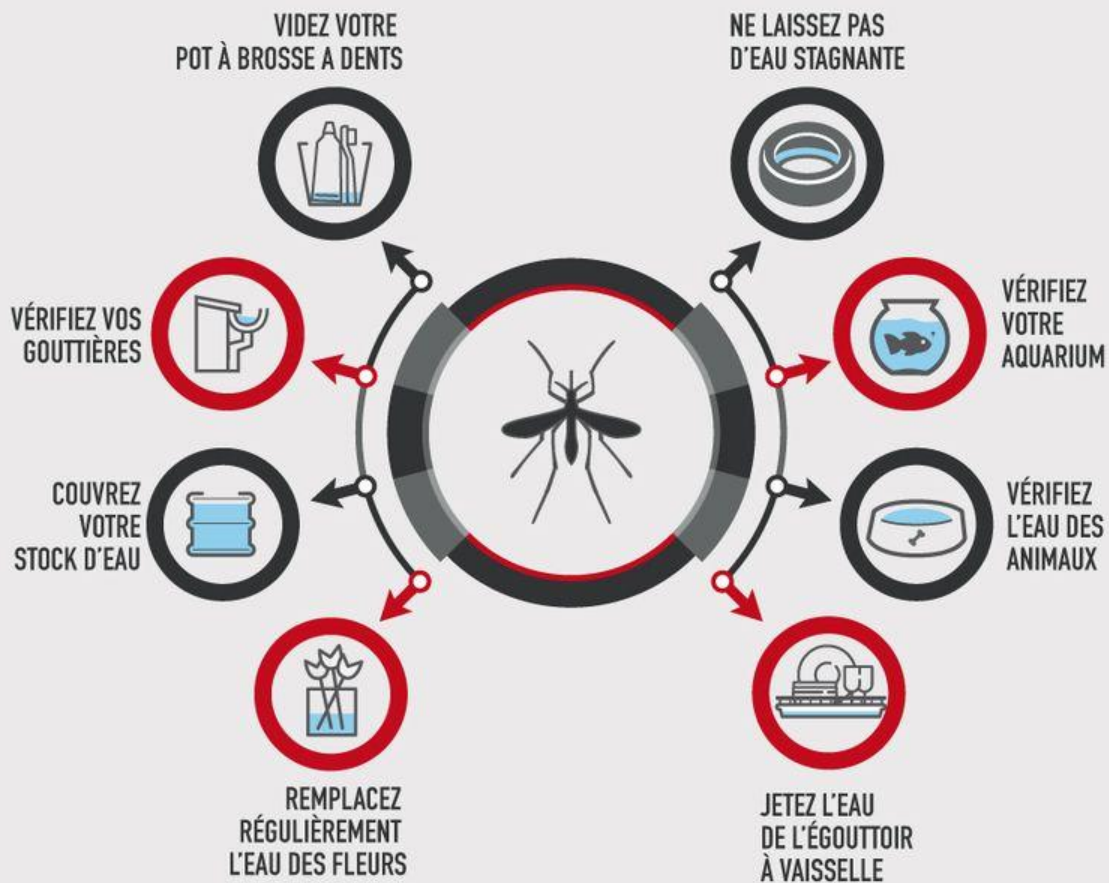 VIDEZ VOTRE
POT À BROSSE A DENTS
NE LAISSEZ PAS
D'EAU STAGNANTE
VÉRIFIEZ VOS
GOUTTIÈRES
VÉRIFIEZ
VOTRE
AQUARIUM
COUVREZ
VOTRE
STOCK D'EAU
VÉRIFIEZ
L'EAU DES
ANIMAUX
REMPLACEZ
RÉGULIÈREMENT
L'EAU DES FLEURS
JETEZ L'EAU
DE L'ÉGOUTTOIR
À VAISSELLE